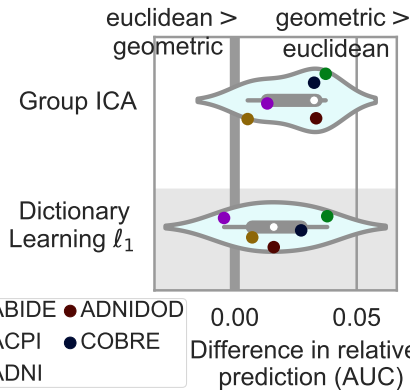 euclidean > geometric >
geometric euclidean
Group ICA
Dictionary
Learning ℓ₁
ABIDE ADNIDOD
ACPI COBRE
ADNI
0.00 0.05
Difference in relative
prediction (AUC)